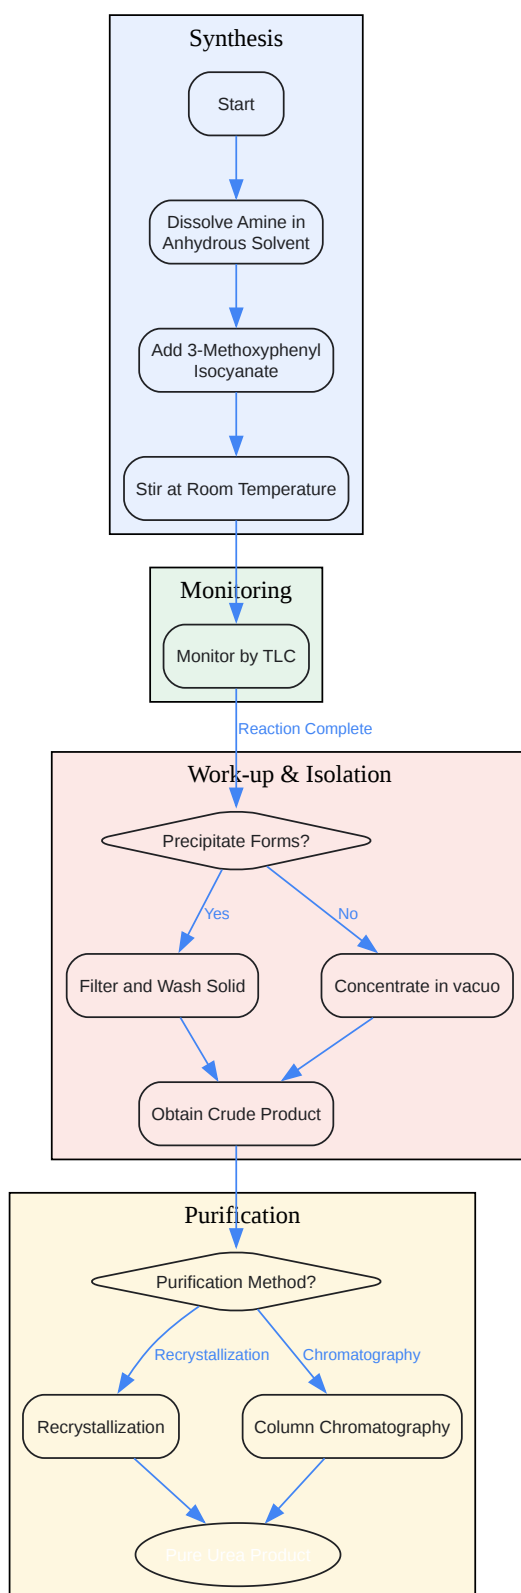 Synthesis
Start
Dissolve Amine in
Anhydrous Solvent
Add 3-Methoxyphenyl
Isocyanate
Stir at Room Temperature
Monitoring
Monitor by TLC
Reaction Complete
Work-up & Isolation
Precipitate Forms?
Yes
No
Filter and Wash Solid
Concentrate in vacuo
Obtain Crude Product
Purification
Purification Method?
Recrystallization
Chromatography
Recrystallization
Column Chromatography
Pure Urea Product